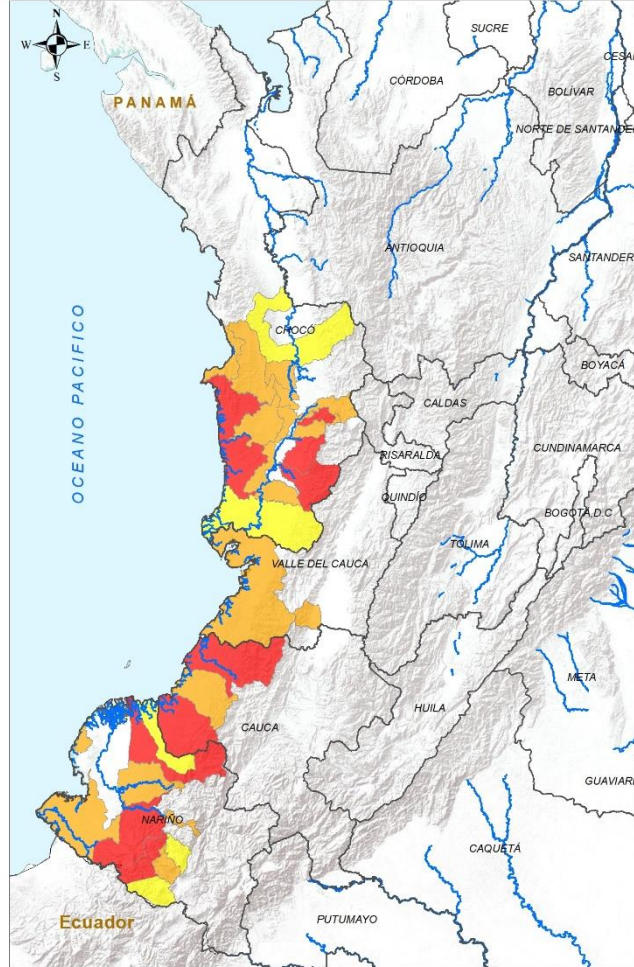 N
W E
S
SUCRE
CESAR
CÓRDOBA
BOLÍVAR
PANAMÁ
NORTE DE SANTANDER
ANTIOQUIA
SANTANDER
CHOCÓ
OCEANO PACIFICO
BOYACÁ
CALDAS
CUNDINAMARCA
RISARALDA
QUINDÍO
BOGOTÁ D.C
TOLIMA
VALLE DEL CAUCA
META
HUILA
CAUCA
GUAVIARE
NARIÑO
CAQUETÁ
Ecuador
PUTUMAYO